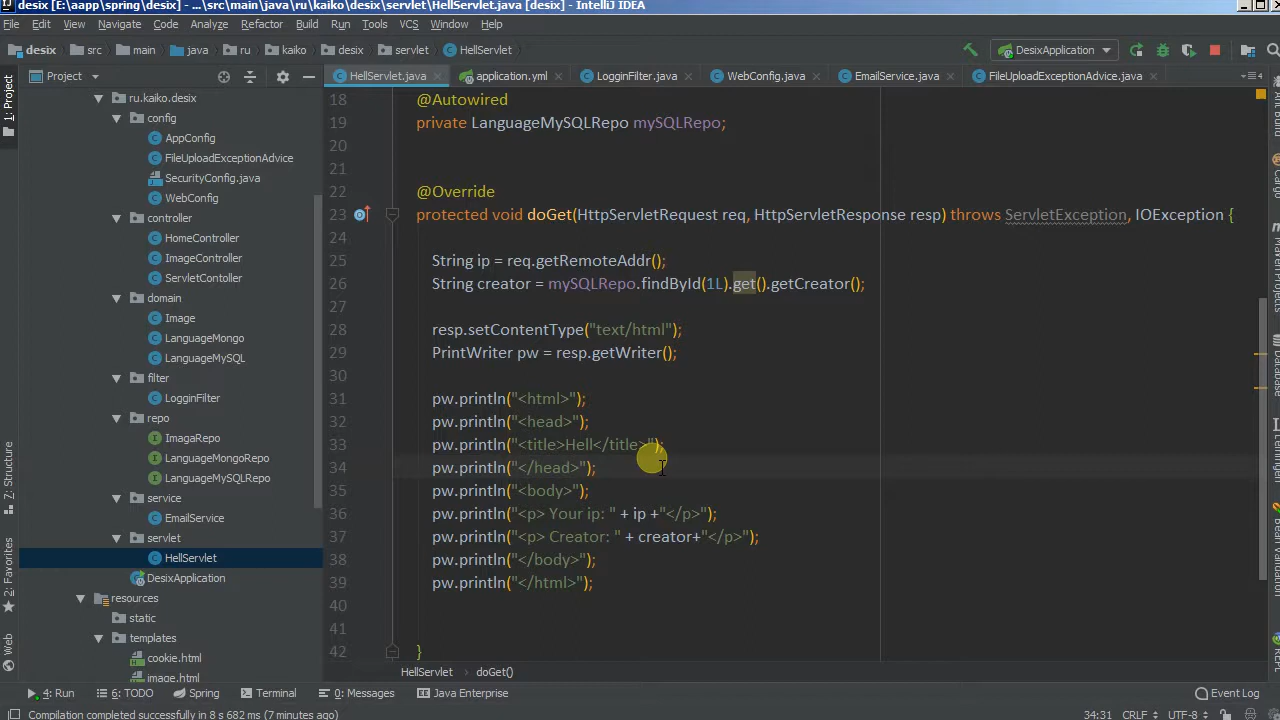 desix [E:\aapp\spring\desix] - ...\src\main\java\ru\kaiko\desix\servlet\HellServlet.java [desix] - IntelliJ IDEA
File Edit View Navigate Code Analyze Refactor Build Run Tools VCS Window Help
desix src main java ru kaiko desix servlet HellServlet DesixApplication
Project HellServlet.java application.yml LogginFilter.java WebConfig.java EmailService.java FileUploadExceptionAdvice.java
1: Project
Z: Structure
2: Favorites
Web
ru.kaiko.desix
config
AppConfig
FileUploadExceptionAdvice
SecurityConfig.java
WebConfig
controller
HomeController
ImageController
ServletContoller
domain
Image
LanguageMongo
LanguageMySQL
filter
LogginFilter
repo
ImagaRepo
LanguageMongoRepo
LanguageMySQLRepo
service
EmailService
servlet
HellServlet
DesixApplication
resources
static
templates
cookie.html
image.html
18 @Autowired
19 private LanguageMySQLRepo mySQLRepo;
20
21
22 @Override
23 protected void doGet(HttpServletRequest req, HttpServletResponse resp) throws ServletException, IOException {
24
25 String ip = req.getRemoteAddr();
26 String creator = mySQLRepo.findById(1L).get().getCreator();
27
28 resp.setContentType("text/html");
29 PrintWriter pw = resp.getWriter();
30
31 pw.println("<html>");
32 pw.println("<head>");
33 pw.println("<title>Hell</title>");
34 pw.println("</head>");
35 pw.println("<body>");
36 pw.println("<p> Your ip: " + ip +"</p>");
37 pw.println("<p> Creator: " + creator+"</p>");
38 pw.println("</body>");
39 pw.println("</html>");
40
41
42 }
HellServlet doGet()
4: Run 6: TODO Spring Terminal 0: Messages Java Enterprise Event Log
Compilation completed successfully in 8 s 682 ms (7 minutes ago) 34:31 CRLF UTF-8